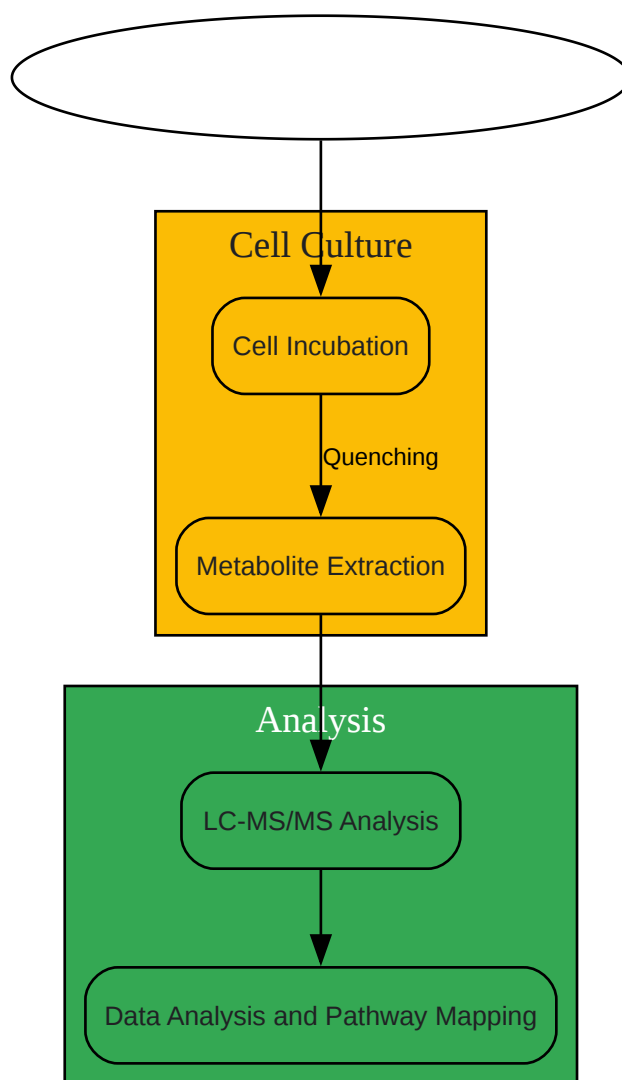 Cell Culture
Cell Incubation
Quenching
Metabolite Extraction
Analysis
LC-MS/MS Analysis
Data Analysis and Pathway Mapping